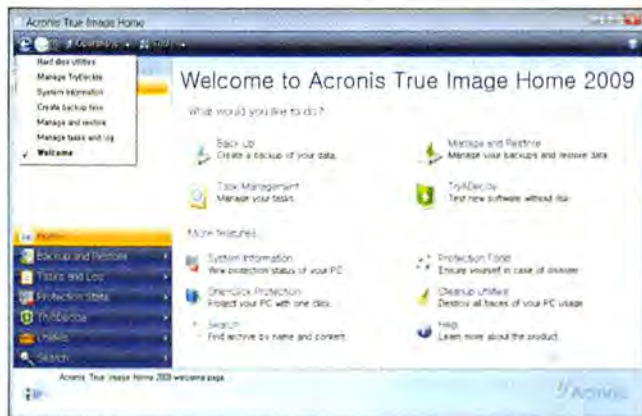 Acronis True Image Home
Operations
Tools
Hard disk utilities
Manage Try&Decide
System Information
Create backup task
Manage and restore
Manage tasks and log
Welcome
Welcome to Acronis True Image Home 2009
What would you like to do?
Back Up
Create a backup of your data.
Manage and Restore
Manage your backups and restore data.
Task Management
Manage your tasks.
Try&Decide
Test new software without risk.
More features...
System Information
View protection status of your PC.
Protection Tools
Ensure yourself in case of disaster.
One-Click Protection
Protect your PC with one click.
Cleanup Utilities
Destroy all traces of your PC usage.
Search
Find archive by name and content.
Help
Learn more about the product.
Home
Backup and Restore
Tasks and Log
Protection State
Try&Decide
Utilities
Search
Acronis True Image Home 2009 welcome page.
Acronis